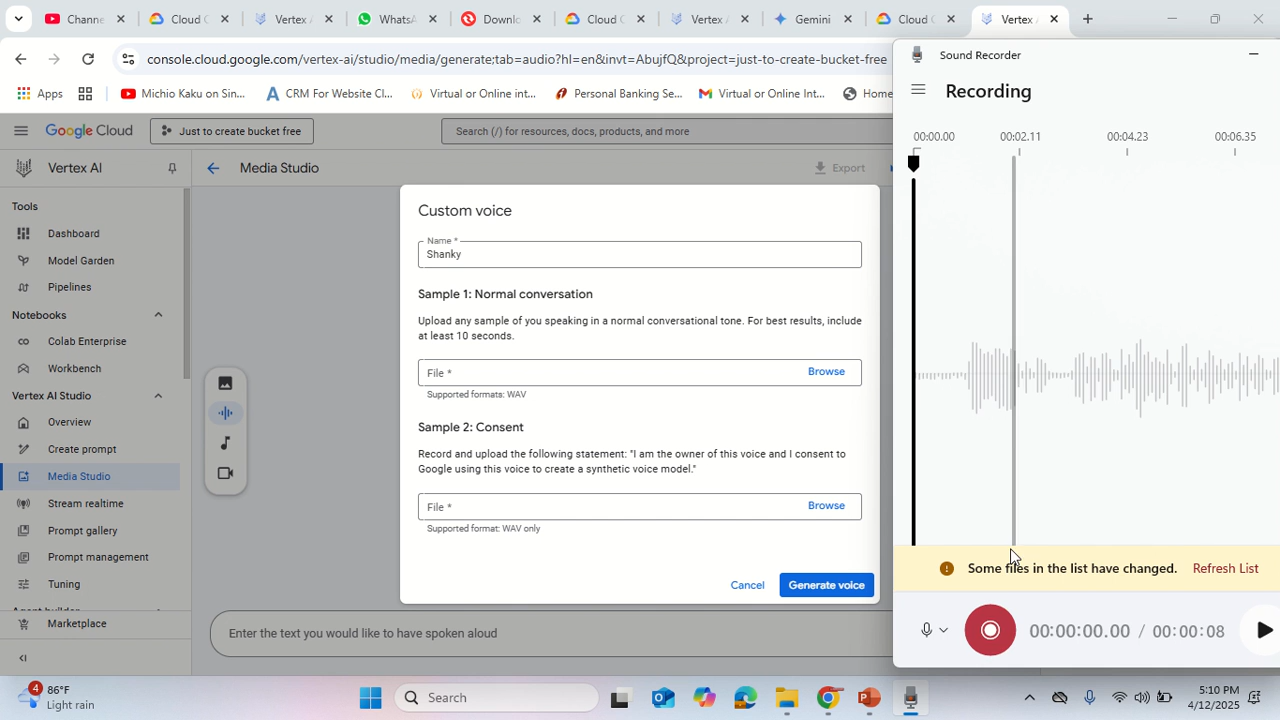 Chann
Cloud C
Vertex
WhatsA
Downlo
Cloud C
Vertex
Gemini
Cloud C
Vertex
console.cloud.google.com/vertex-ai/studio/media/generate;tab=audio?hl=en&invt=AbujfQ&project=just-to-create-bucket-free
Apps
Michio Kaku on Sin...
CRM For Website Cl...
Virtual or Online int...
Personal Banking Se...
Virtual or Online Int...
Home
Google Cloud
Just to create bucket free
Search (/) for resources, docs, products, and more
Vertex AI
Media Studio
Export
Tools
Dashboard
Model Garden
Pipelines
Notebooks
Colab Enterprise
Workbench
Vertex AI Studio
Overview
Create prompt
Media Studio
Stream realtime
Prompt gallery
Prompt management
Tuning
Agent builder
Marketplace
Custom voice
Name *
Shanky
Sample 1: Normal conversation
Upload any sample of you speaking in a normal conversational tone. For best results, include
at least 10 seconds.
File *
Browse
Supported formats: WAV
Sample 2: Consent
Record and upload the following statement: "I am the owner of this voice and I consent to
Google using this voice to create a synthetic voice model."
File *
Browse
Supported format: WAV only
Cancel
Generate voice
Enter the text you would like to have spoken aloud
Sound Recorder
Recording
00:00.00
00:02.11
00:04.23
00:06.35
Some files in the list have changed.
Refresh List
00:00:00.00 / 00:00:08
4
86°F
Light rain
Search
5:10 PM
4/12/2025